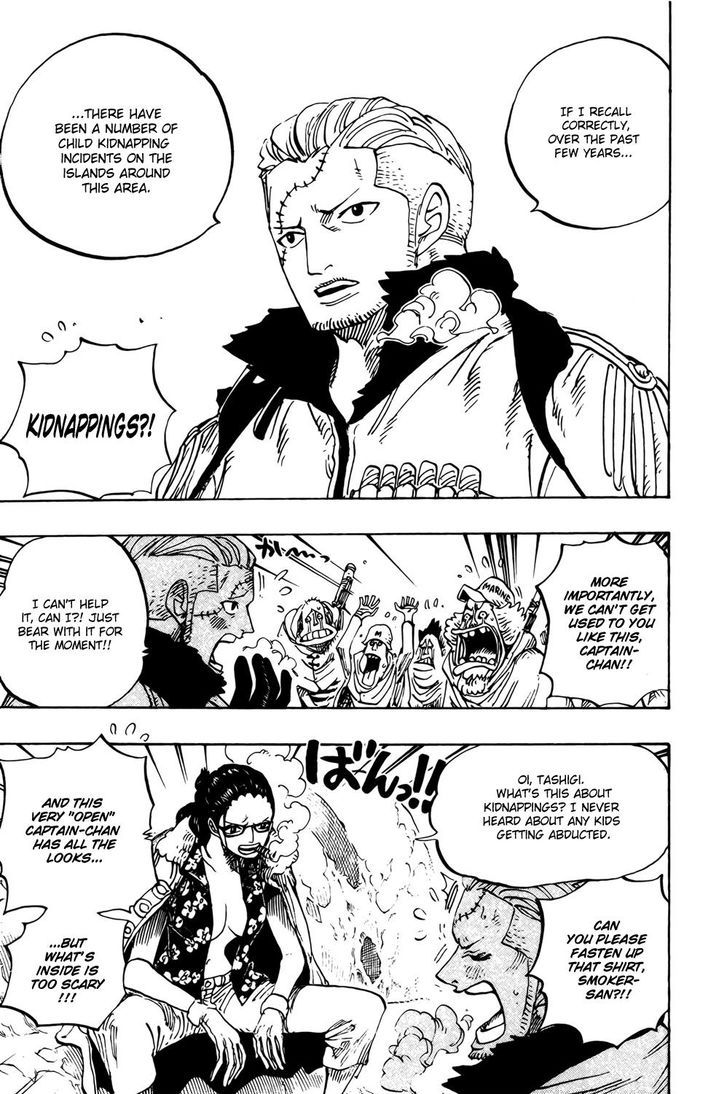 IF I RECALL
CORRECTLY,
OVER THE PAST
FEW YEARS...
...THERE HAVE
BEEN A NUMBER OF
CHILD KIDNAPPING
INCIDENTS ON THE
ISLANDS AROUND
THIS AREA.
KIDNAPPINGS?!
MORE
IMPORTANTLY,
WE CAN'T GET
USED TO YOU
LIKE THIS,
CAPTAIN-
CHAN!!
MARINE
M
ガーーン
I CAN'T HELP
IT, CAN I?! JUST
BEAR WITH IT FOR
THE MOMENT!!
OI, TASHIGI.
WHAT'S THIS ABOUT
KIDNAPPINGS? I NEVER
HEARD ABOUT ANY KIDS
GETTING ABDUCTED.
ばんっ!!
CAN
YOU PLEASE
FASTEN UP
THAT SHIRT,
SMOKER-
SAN?!!
AND THIS
VERY "OPEN"
CAPTAIN-CHAN
HAS ALL THE
LOOKS...
...BUT
WHAT'S
INSIDE IS
TOO SCARY
!!!